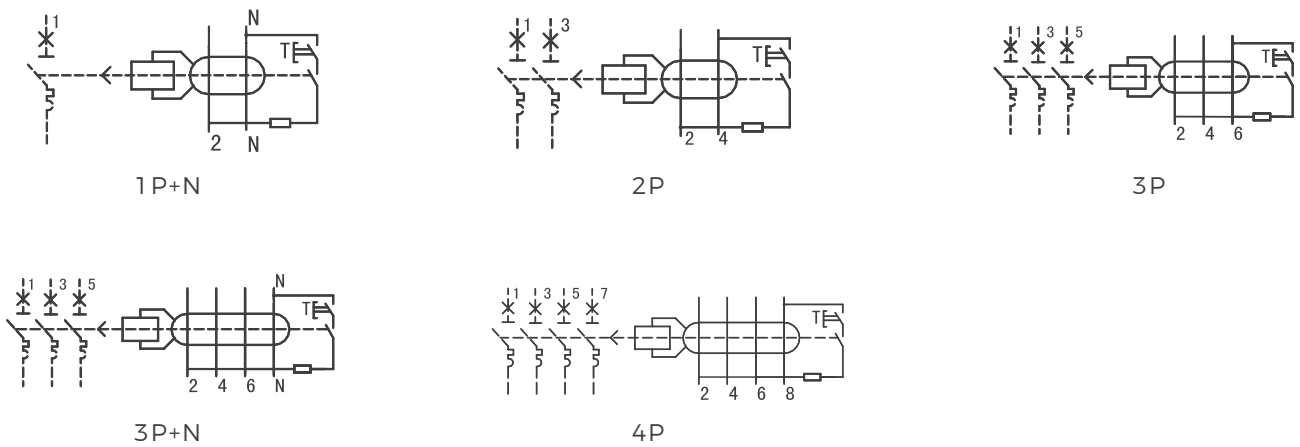 1 N T
2 N
1P+N
1 3 T
2 4
2P
1 3 5 T
2 4 6
3P
1 3 5 N T
2 4 6 N
3P+N
1 3 5 7 T
2 4 6 8
4P